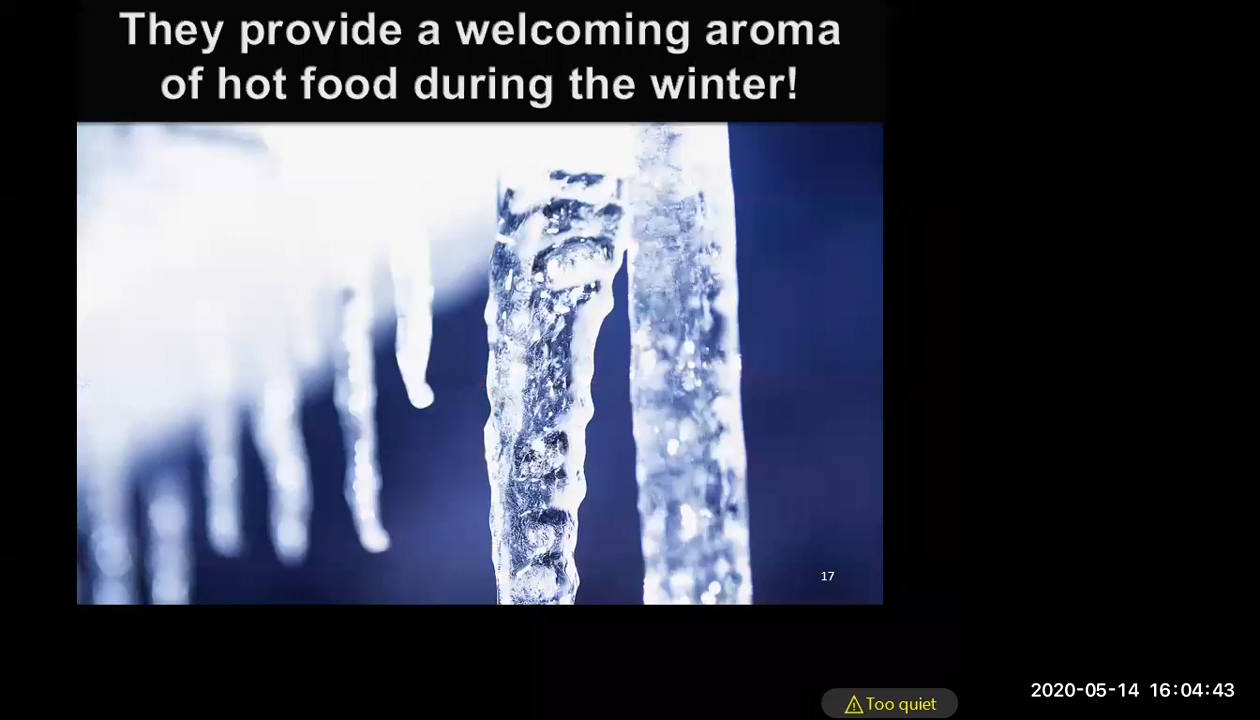 They provide a welcoming aroma
of hot food during the winter!
17
Too quiet
2020-05-14 16:04:43